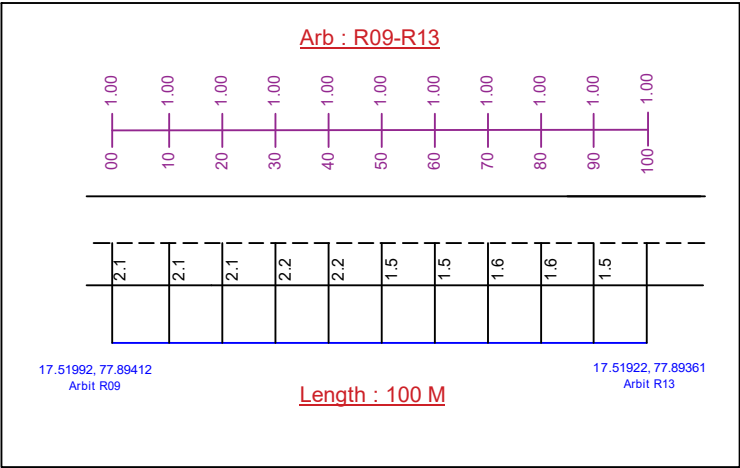 Arb : R09-R13
1.00 1.00 1.00 1.00 1.00 1.00 1.00 1.00 1.00 1.00 1.00
00 10 20 30 40 50 60 70 80 90 100
2.1 2.1 2.1 2.2 2.2 1.5 1.5 1.6 1.6 1.5
17.51992, 77.89412
Arbit R09
17.51922, 77.89361
Arbit R13
Length : 100 M